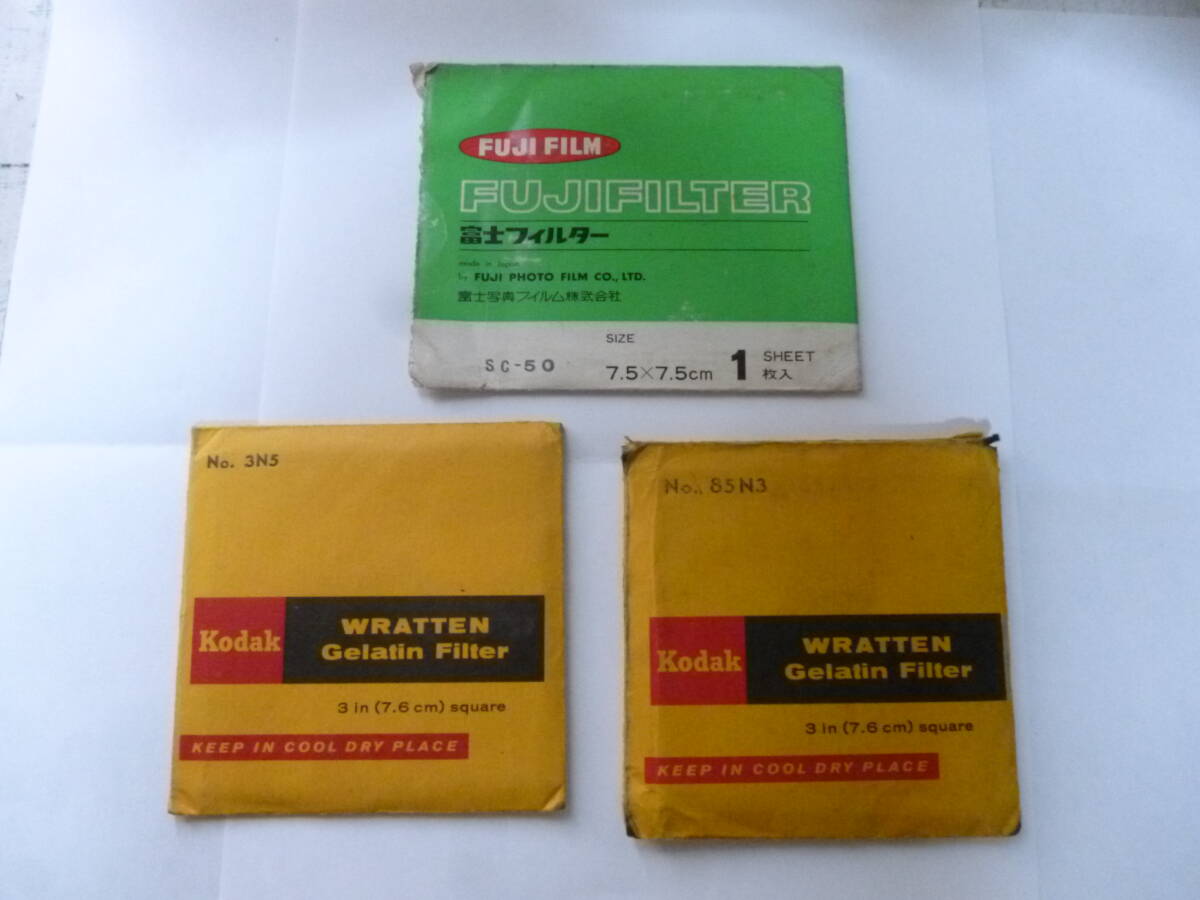 FUJI FILM
FUJIFILTER
富士フィルター
made in Japan
by FUJI PHOTO FILM CO., LTD.
富士写真フイルム株式会社
SIZE
SC-50 7.5×7.5cm 1 SHEET
枚入
No. 3N5
Kodak
WRATTEN
Gelatin Filter
3 in (7.6 cm) square
KEEP IN COOL DRY PLACE
No., 85N3
Kodak
WRATTEN
Gelatin Filter
3 in (7.6 cm) square
KEEP IN COOL DRY PLACE